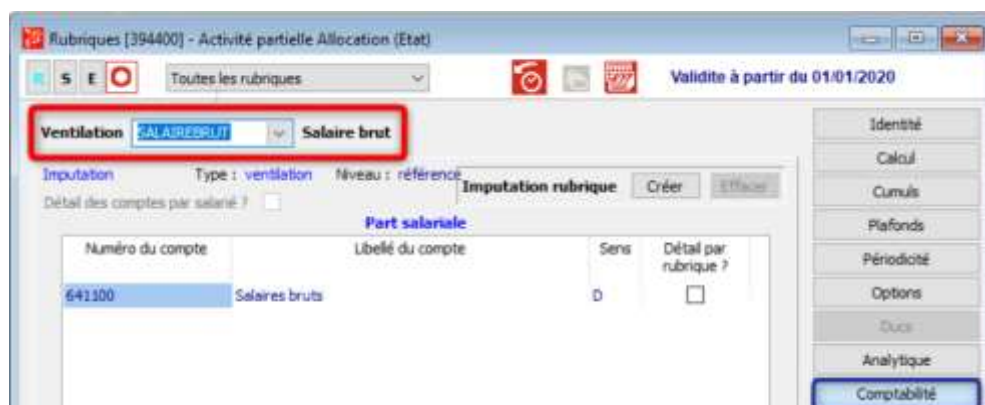 Rubriques [394400] - Activité partielle Allocation (Etat)
S E O Toutes les rubriques Validite à partir du 01/01/2020
Ventilation SALAIREBRUT Salaire brut
Identité
Calcul
Imputation Type : ventilation Niveau : référence Imputation rubrique Créer Effacer
Cumuls
Détail des comptes par salarié ?
Part salariale
Plafonds
Numéro du compte Libellé du compte Sens Détail par rubrique ?
Périodicité
641100 Salaires bruts D
Options
Ducs
Analytique
Comptabilité